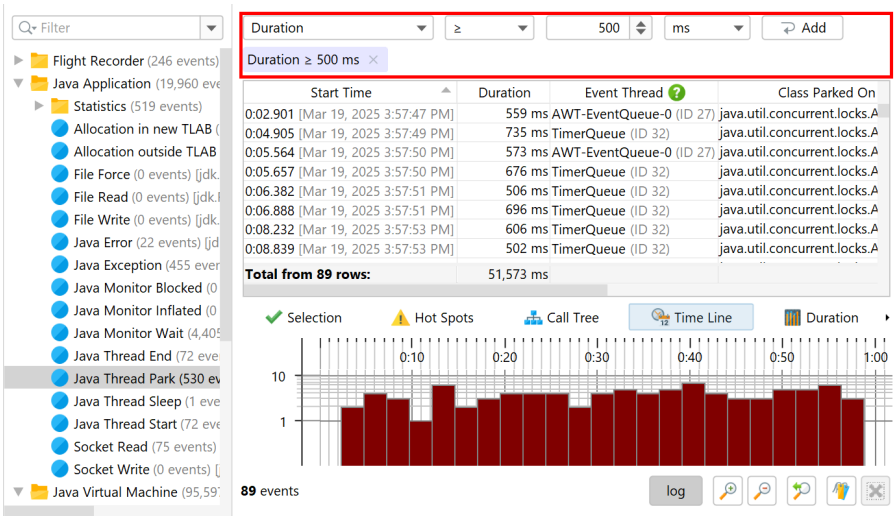 Filter
Flight Recorder (246 events)
Java Application (19,960 eve
Statistics (519 events)
Allocation in new TLAB (
Allocation outside TLAB
File Force (0 events) [jdk.
File Read (0 events) [jdk.
File Write (0 events) [jdk.
Java Error (22 events) [jd
Java Exception (455 ever
Java Monitor Blocked (0
Java Monitor Inflated (0
Java Monitor Wait (4,405
Java Thread End (72 eve
Java Thread Park (530 ev
Java Thread Sleep (1 eve
Java Thread Start (72 eve
Socket Read (75 events)
Socket Write (0 events) [
Java Virtual Machine (95,597
Duration ≥ 500 ms Add
Duration ≥ 500 ms ×
Start Time Duration Event Thread ? Class Parked On
0:02.901 [Mar 19, 2025 3:57:47 PM] 559 ms AWT-EventQueue-0 (ID 27) java.util.concurrent.locks.A
0:04.905 [Mar 19, 2025 3:57:49 PM] 735 ms TimerQueue (ID 32) java.util.concurrent.locks.A
0:05.564 [Mar 19, 2025 3:57:50 PM] 573 ms AWT-EventQueue-0 (ID 27) java.util.concurrent.locks.A
0:05.657 [Mar 19, 2025 3:57:50 PM] 676 ms TimerQueue (ID 32) java.util.concurrent.locks.A
0:06.382 [Mar 19, 2025 3:57:51 PM] 506 ms TimerQueue (ID 32) java.util.concurrent.locks.A
0:06.888 [Mar 19, 2025 3:57:51 PM] 696 ms TimerQueue (ID 32) java.util.concurrent.locks.A
0:08.232 [Mar 19, 2025 3:57:53 PM] 606 ms TimerQueue (ID 32) java.util.concurrent.locks.A
0:08.839 [Mar 19, 2025 3:57:53 PM] 502 ms TimerQueue (ID 32) java.util.concurrent.locks.A
Total from 89 rows: 51,573 ms
Selection Hot Spots Call Tree Time Line Duration
0:10 0:20 0:30 0:40 0:50 1:00
10
1
89 events log